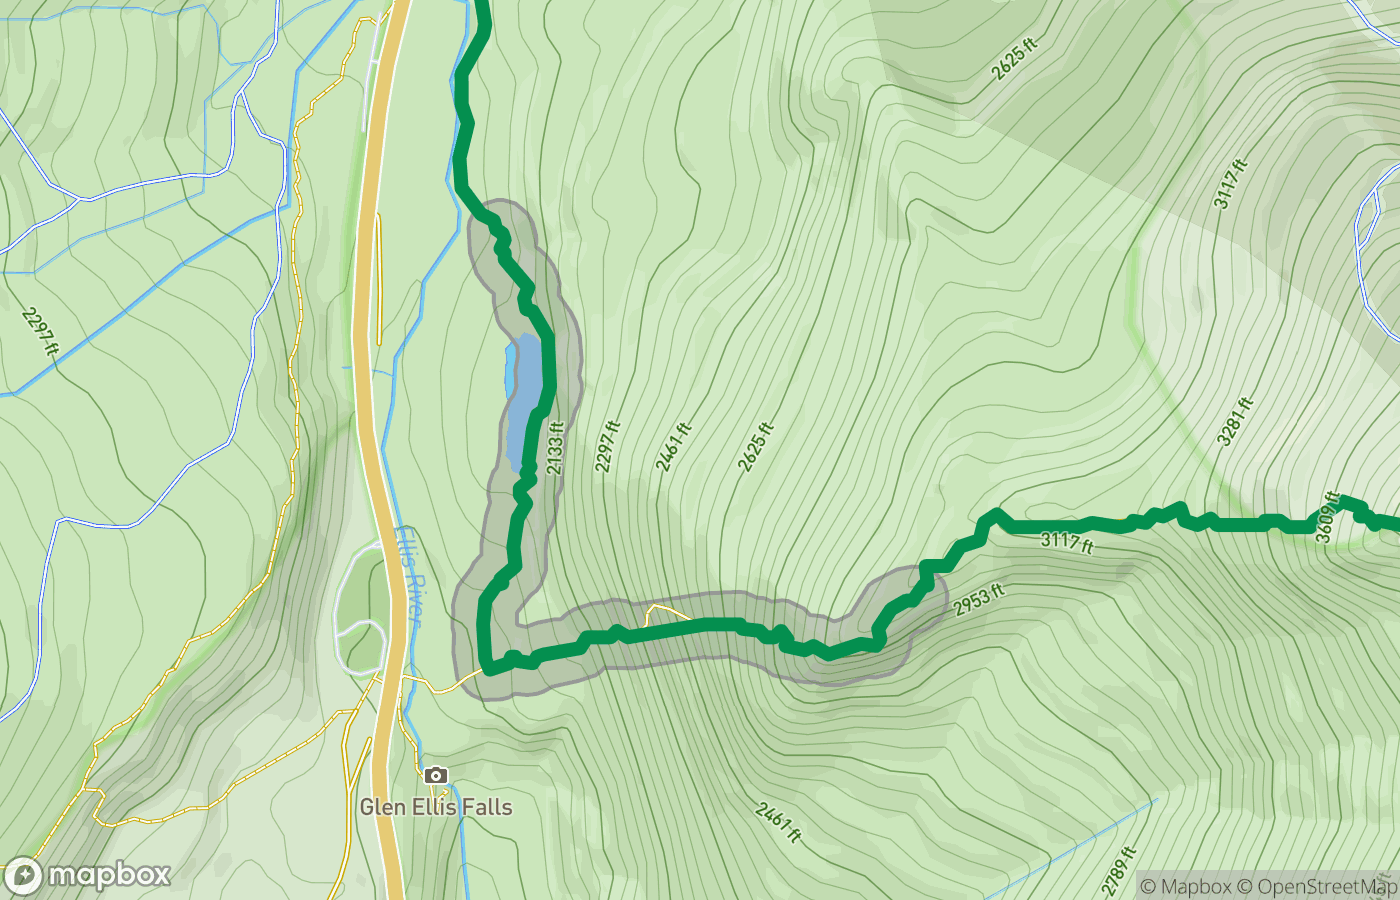 2625 ft
3117 ft
2297 ft
3281 ft
2133 ft
2297 ft
2461 ft
2625 ft
3609 ft
Ellis River
3117 ft
2953 ft
Glen Ellis Falls
2461 ft
2789 ft
mapbox
© Mapbox © OpenStreetMap